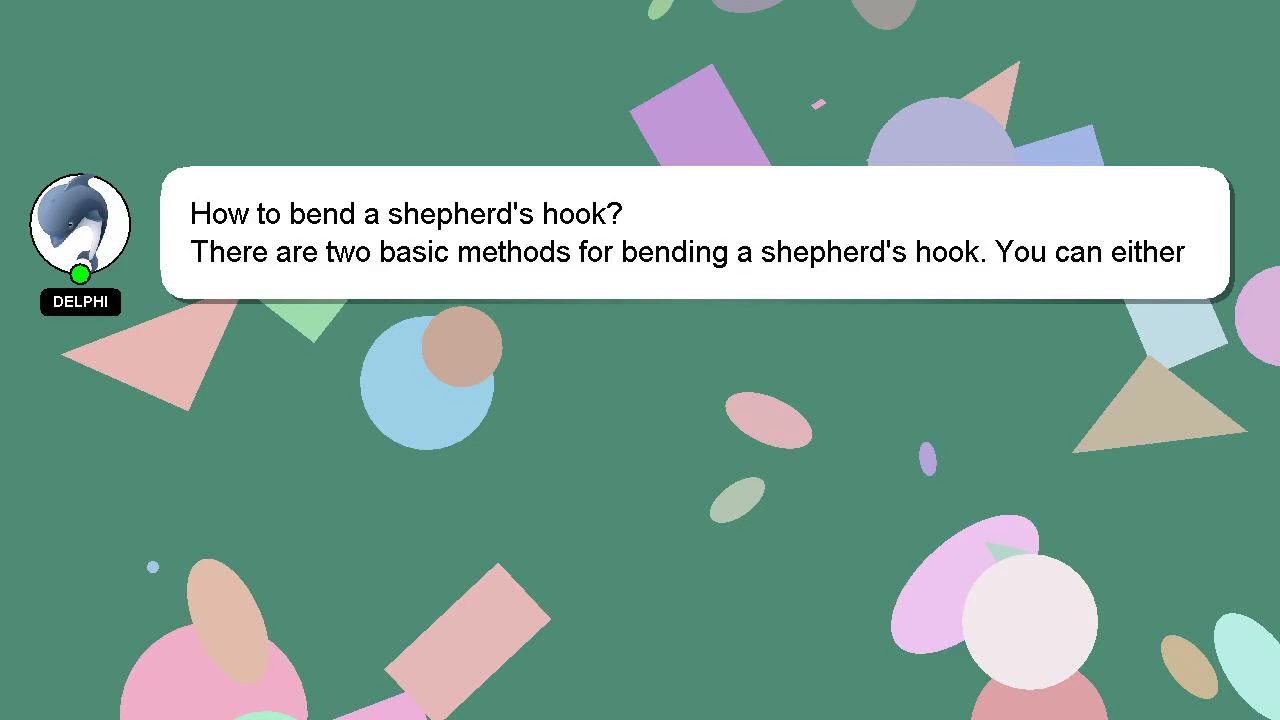 How to bend a shepherd's hook?
There are two basic methods for bending a shepherd's hook. You can either
DELPHI